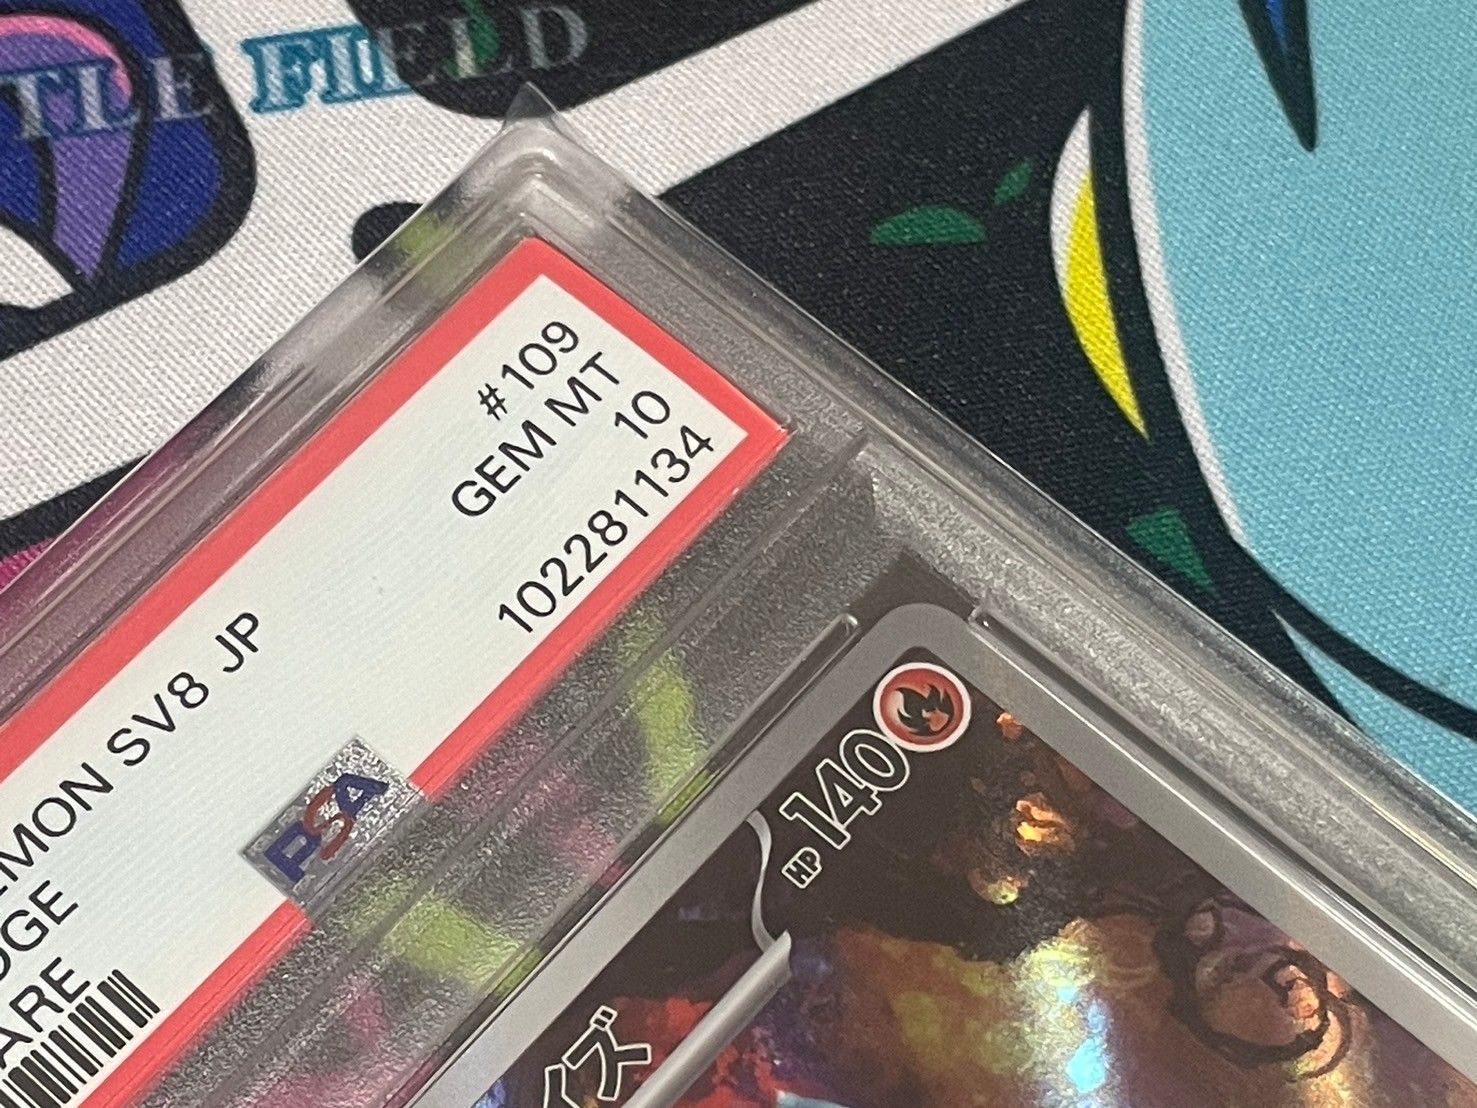 TLE FIELD
#109
GEM MT
10
102281134
EMON SV8 JP
DGE
ARE
PSA
HP 140
イズ